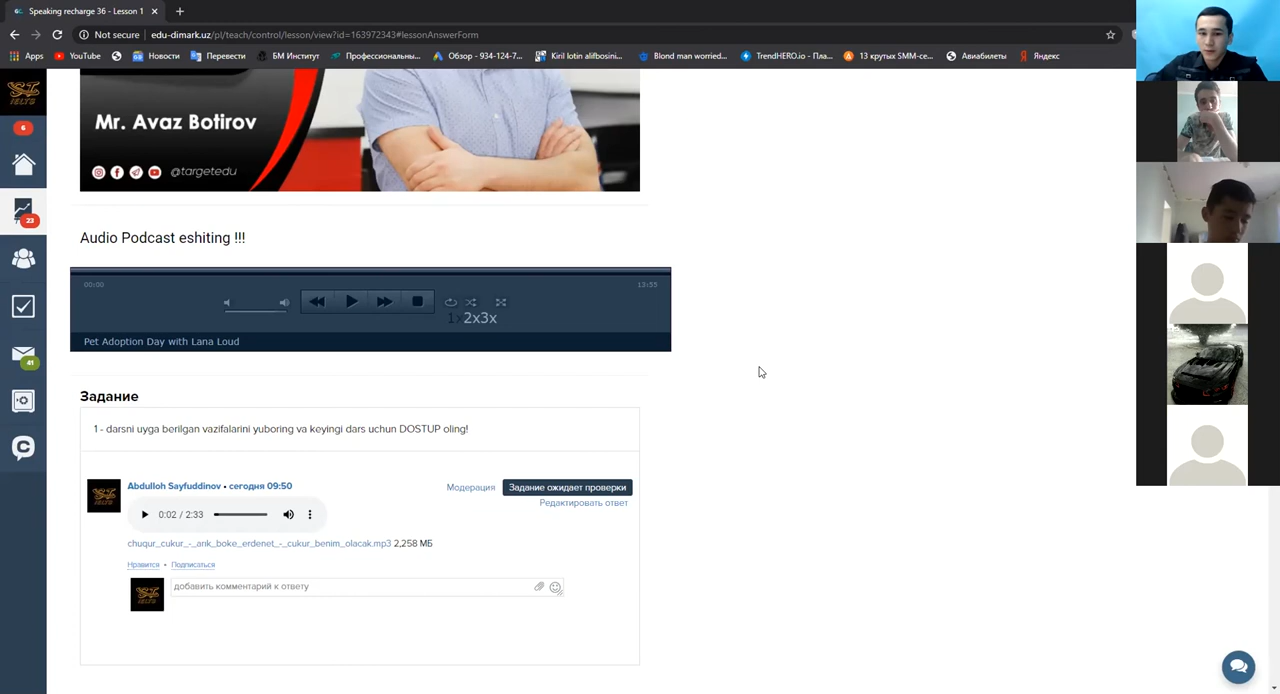 Speaking recharge 36 - Lesson 1
Not secure
edu-dimark.uz/pl/teach/control/lesson/view?id=163972343#lessonAnswerForm
Apps
YouTube
Новости
Перевести
БМ Институт
Профессиональны...
Обзор - 934-124-7...
Kiril lotin alifbosini...
Blond man worried...
TrendHERO.io - Пла...
13 крутых SMM-се...
Авиабилеты
Яндекс
IELTS
6
23
41
Mr. Avaz Botirov
@targetedu
Audio Podcast eshiting !!!
00:00
13:55
1x2x3x
Pet Adoption Day with Lana Loud
Задание
1 - darsni uyga berilgan vazifalarini yuboring va keyingi dars uchun DOSTUP oling!
Abdulloh Sayfuddinov • сегодня 09:50
Модерация
Задание ожидает проверки
Редактировать ответ
0:02 / 2:33
chuqur_cukur_-_ank_boke_erdenet_-_cukur_benim_olacak.mp3 2,258 МБ
Нравится • Подписаться
добавить комментарий к ответу